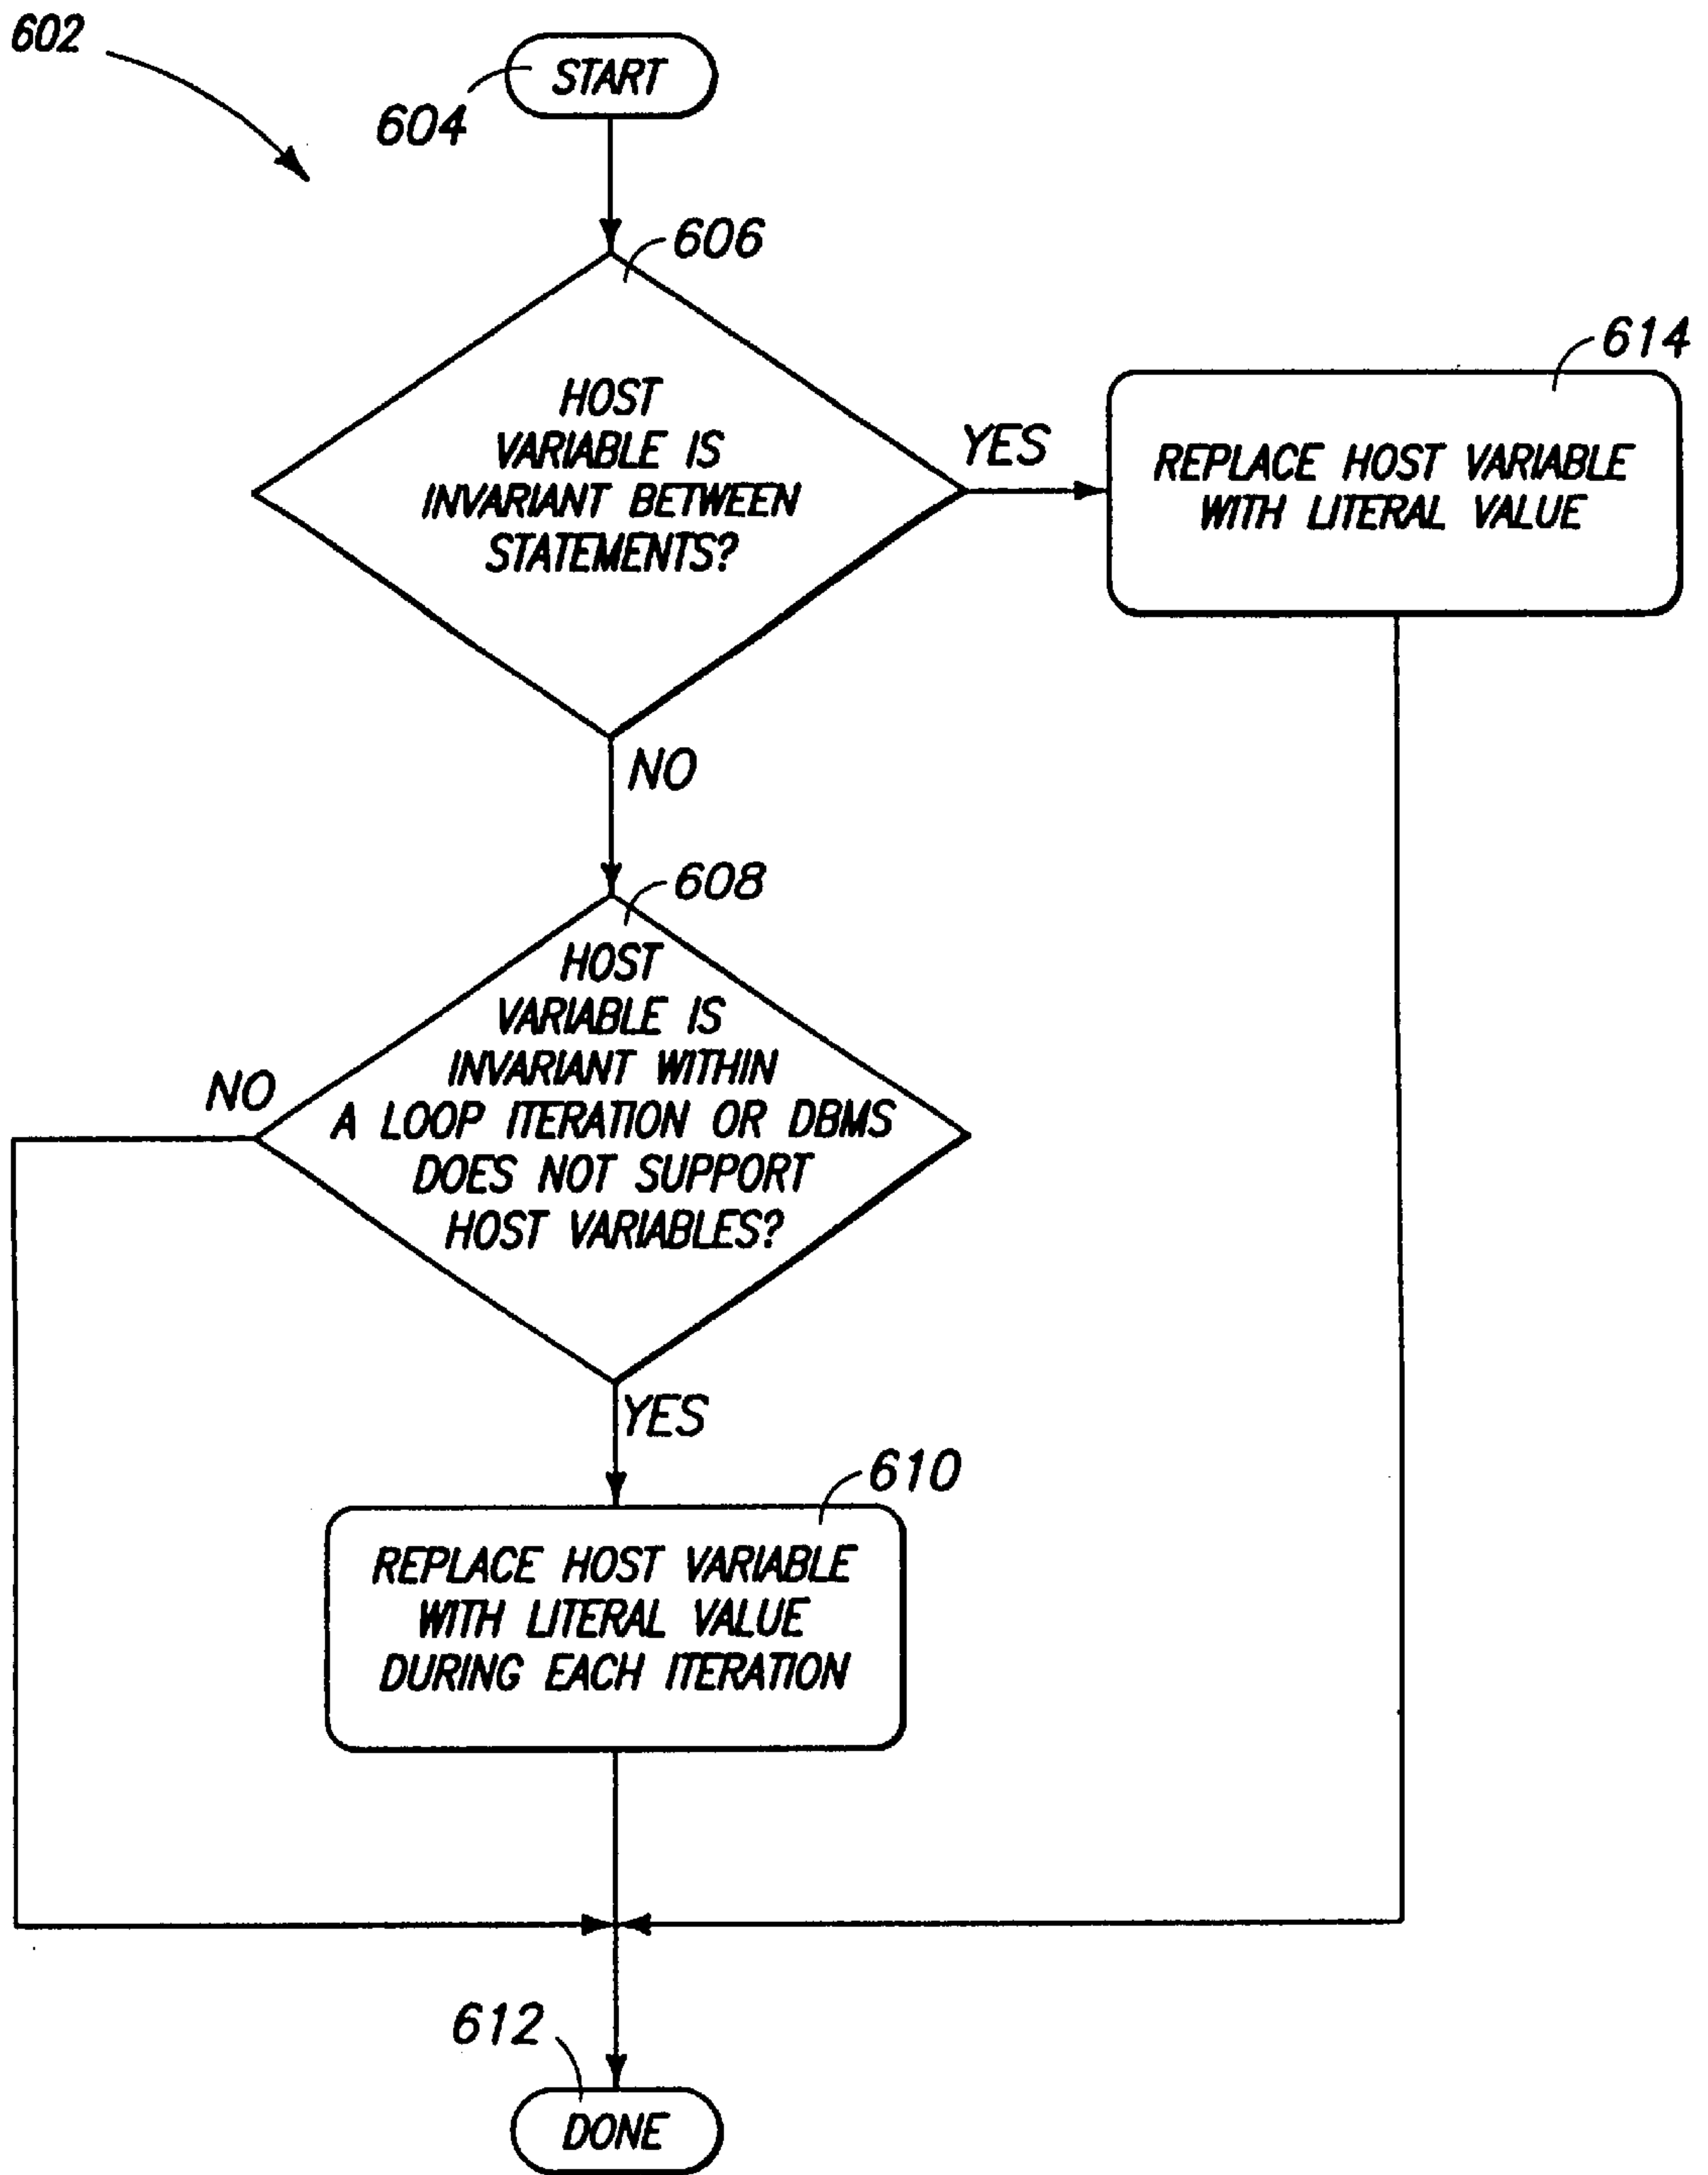 602
START
604
606
HOST
VARIABLE IS
INVARIANT BETWEEN
STATEMENTS?
YES
614
REPLACE HOST VARIABLE
WITH LITERAL VALUE
NO
608
HOST
VARIABLE IS
INVARIANT WITHIN
A LOOP ITERATION OR DBMS
DOES NOT SUPPORT
HOST VARIABLES?
NO
YES
610
REPLACE HOST VARIABLE
WITH LITERAL VALUE
DURING EACH ITERATION
612
DONE